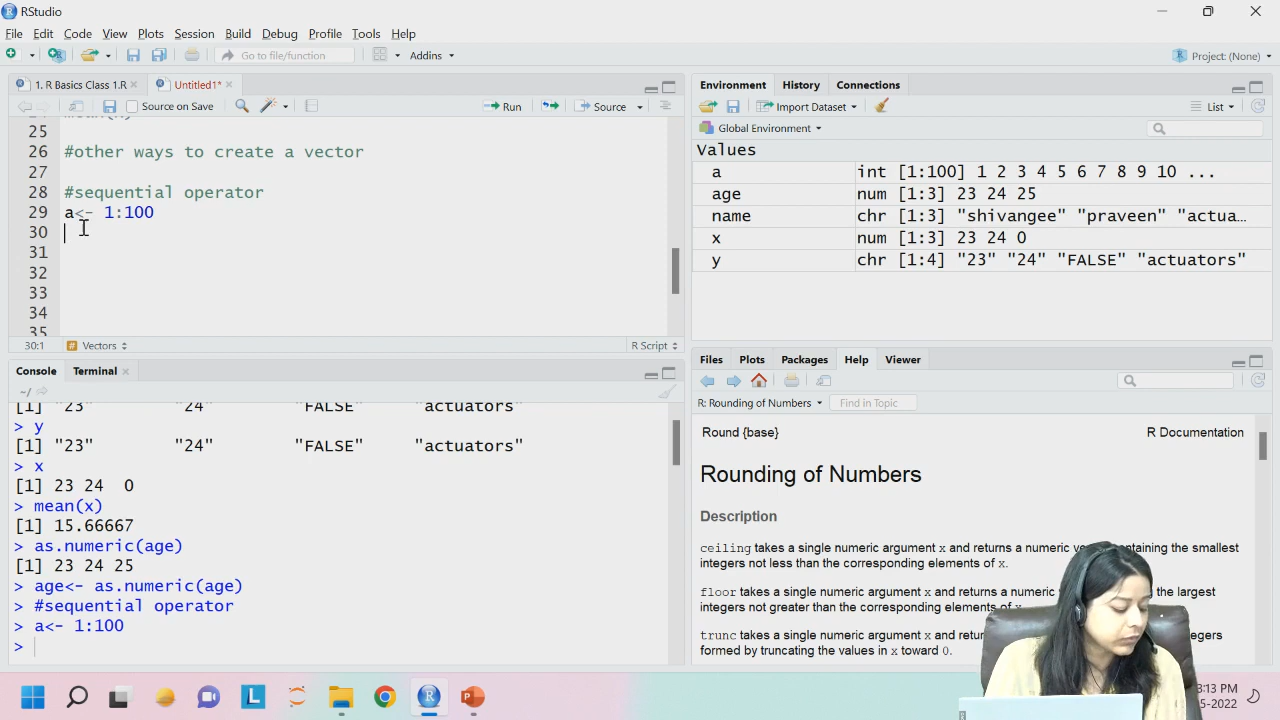 RStudio
File Edit Code View Plots Session Build Debug Profile Tools Help
Go to file/function Addins Project: (None)
1. R Basics Class 1.R Untitled1*
Source on Save Run Source
25
26 #other ways to create a vector
27
28 #sequential operator
29 a<- 1:100
30
31
32
33
34
35
30:1 # Vectors R Script
Console Terminal
~/
[1] "23" "24" "FALSE" "actuators"
> y
[1] "23" "24" "FALSE" "actuators"
> x
[1] 23 24 0
> mean(x)
[1] 15.66667
> as.numeric(age)
[1] 23 24 25
> age<- as.numeric(age)
> #sequential operator
> a<- 1:100
>
Environment History Connections
Import Dataset List
Global Environment
Values
a int [1:100] 1 2 3 4 5 6 7 8 9 10 ...
age num [1:3] 23 24 25
name chr [1:3] "shivangee" "praveen" "actua…
x num [1:3] 23 24 0
y chr [1:4] "23" "24" "FALSE" "actuators"
Files Plots Packages Help Viewer
R: Rounding of Numbers Find in Topic
Round {base} R Documentation
Rounding of Numbers
Description
ceiling takes a single numeric argument x and returns a numeric containing the smallest
integers not less than the corresponding elements of x.
floor takes a single numeric argument x and returns a numeric the largest
integers not greater than the corresponding elements of
trunc takes a single numeric argument x and
formed by truncating the values in x toward 0.
:13 PM
-2022